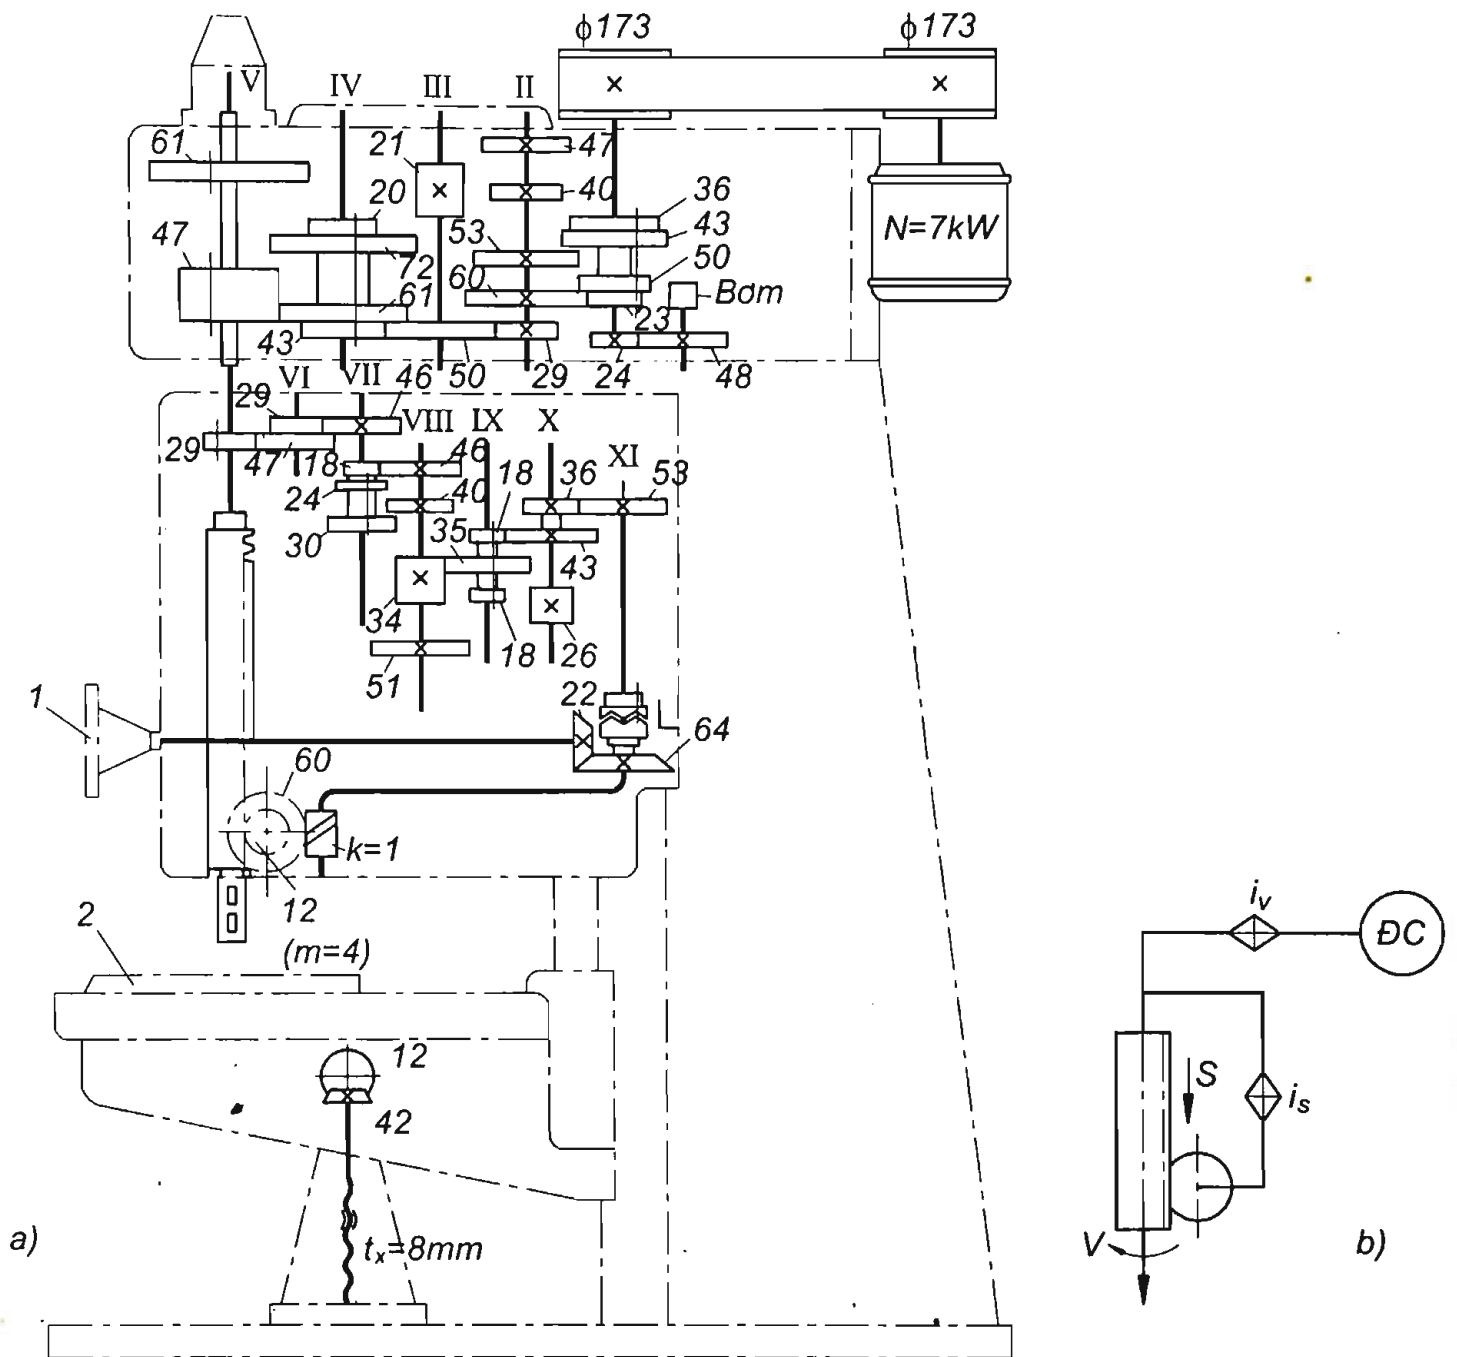 ϕ173 ϕ173
V IV III II
61 21 47
20 40 36
47 53 43
72 50
61 60 Bơm
23
43 50 29 24 48
N=7kW
VI VII 46
29 VIII IX X
29 47 18 46 18 36 XI 53
24 40
30 35 43
34 18 26
51
1 22 64
60
k=1
2 12
(m=4)
12
42
tx=8mm
a)
iv
ĐC
S
is
V
b)